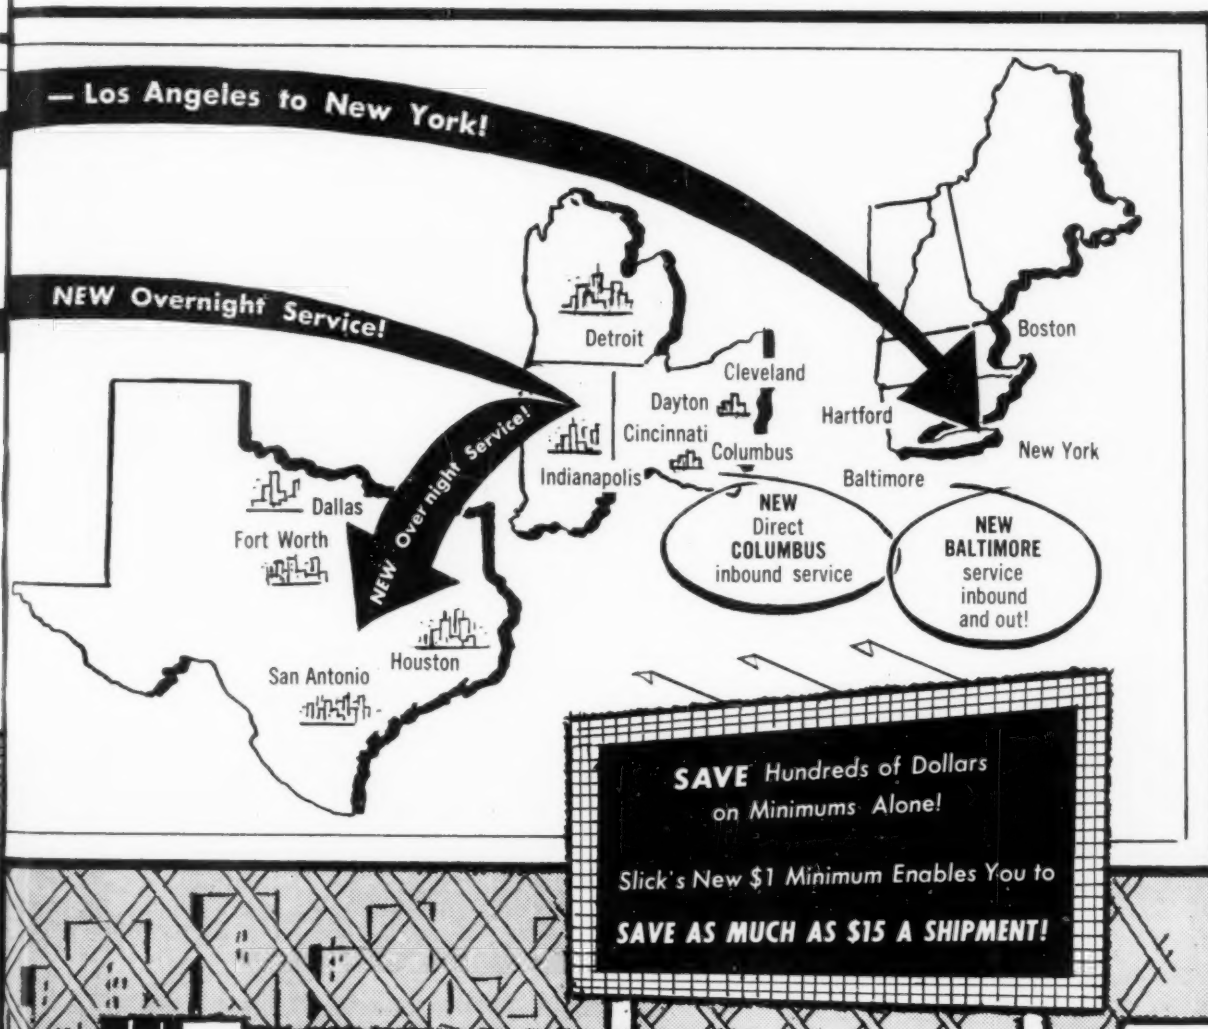 — Los Angeles to New York!
NEW Overnight Service!
NEW Overnight Service!
Detroit
Cleveland
Dayton
Cincinnati
Columbus
Indianapolis
Boston
Hartford
New York
Baltimore
Dallas
Fort Worth
Houston
San Antonio
NEW
Direct
COLUMBUS
inbound service
NEW
BALTIMORE
service
inbound
and out!
SAVE Hundreds of Dollars
on Minimums Alone!
Slick's New $1 Minimum Enables You to
SAVE AS MUCH AS $15 A SHIPMENT!